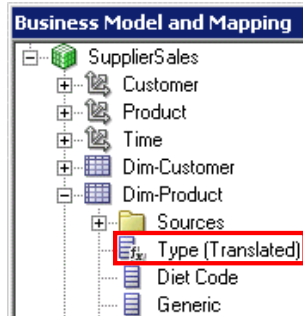 Business Model and Mapping
SupplierSales
Customer
Product
Time
Dim-Customer
Dim-Product
Sources
Type (Translated)
Diet Code
Generic